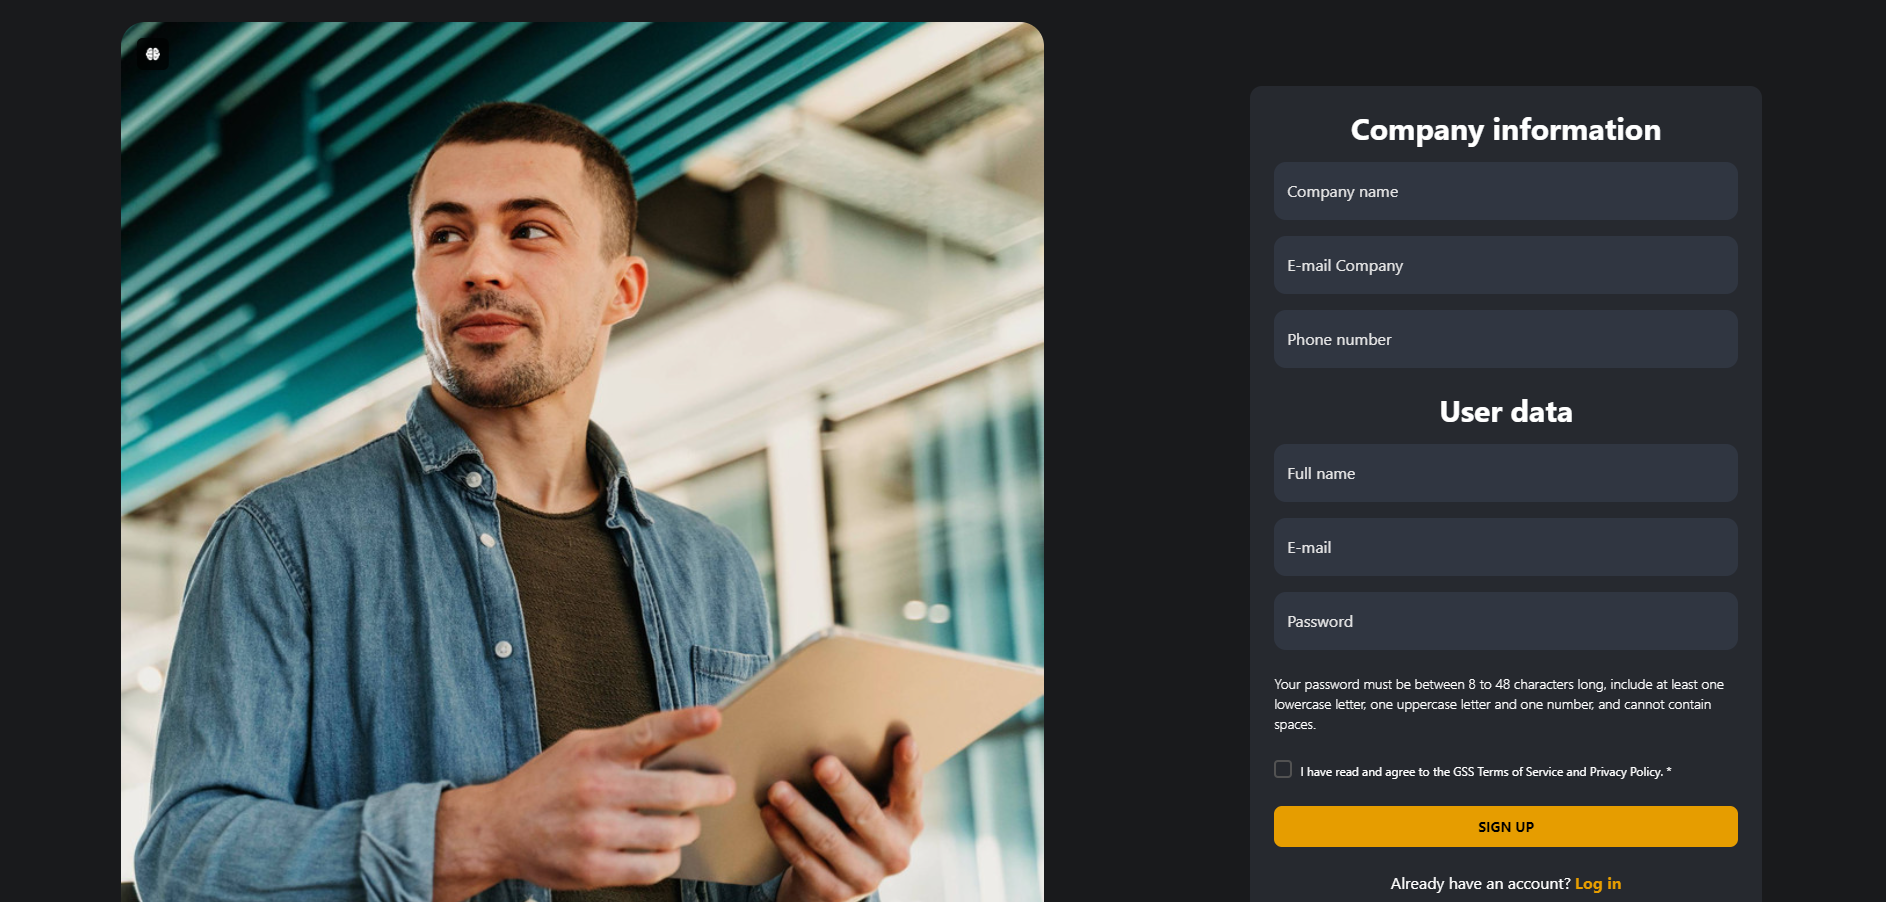 Company information
Company name
E-mail Company
Phone number
User data
Full name
E-mail
Password
Your password must be between 8 to 48 characters long, include at least one
lowercase letter, one uppercase letter and one number, and cannot contain
spaces.
I have read and agree to the GSS Terms of Service and Privacy Policy. *
SIGN UP
Already have an account? Log in